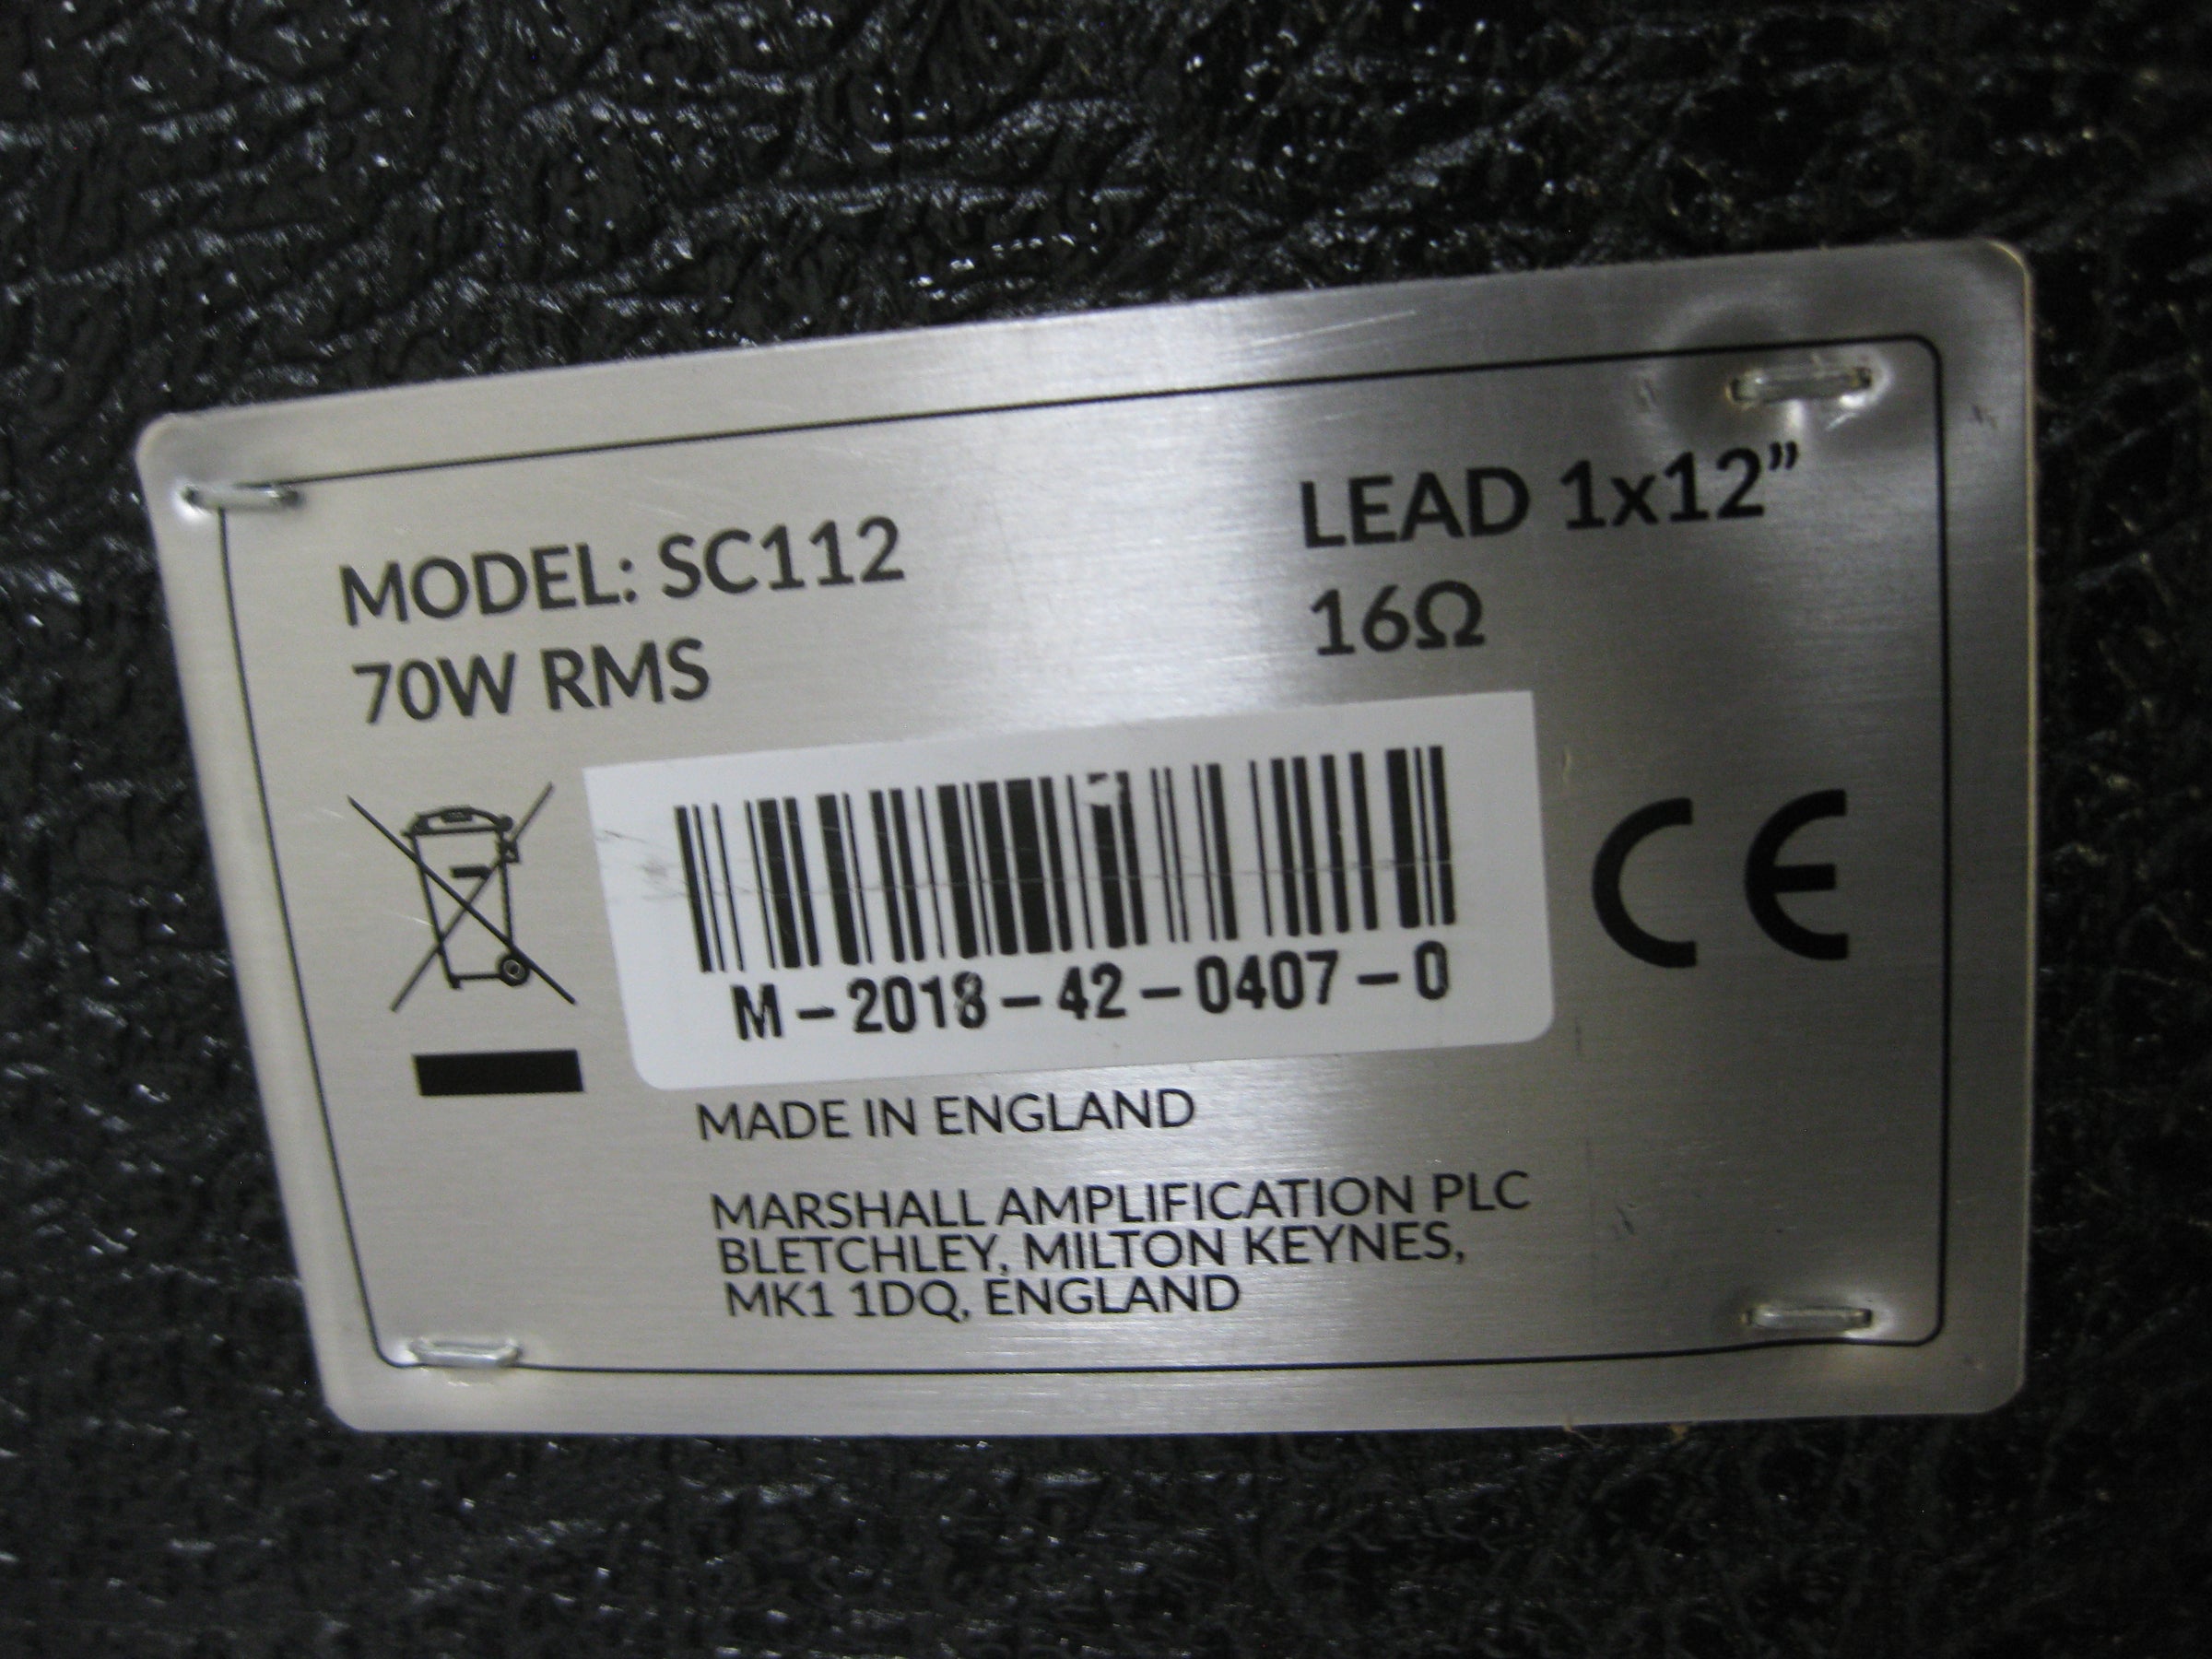 MODEL: SC112
LEAD 1x12”
70W RMS
16Ω
M-2018-42-0407-0
CE
MADE IN ENGLAND
MARSHALL AMPLIFICATION PLC
BLETCHLEY, MILTON KEYNES,
MK1 1DQ, ENGLAND